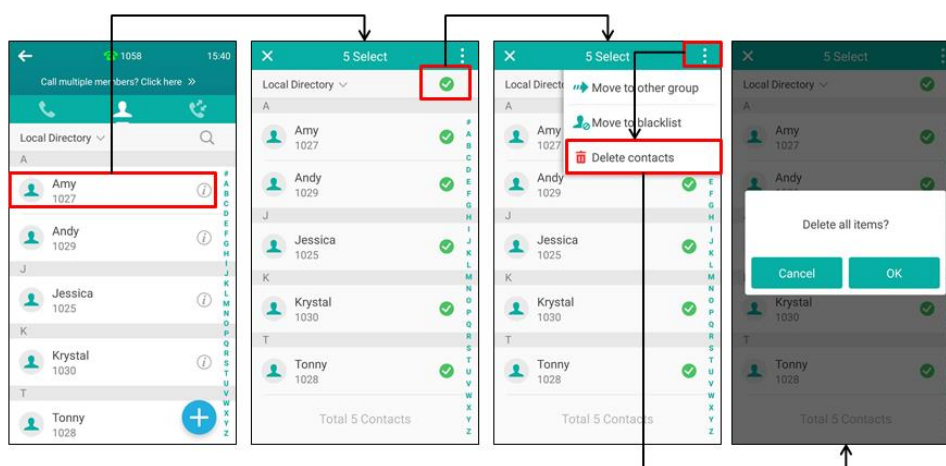 1058 15:40
Call multiple members? Click here »
Local Directory
A
Amy
1027
Andy
1029
J
Jessica
1025
K
Krystal
1030
T
Tonny
1028
#
A
B
C
D
E
F
G
H
I
J
K
L
M
N
O
P
Q
R
S
T
U
V
W
X
Y
Z
5 Select
Local Directory
A
Amy
1027
Andy
1029
J
Jessica
1025
K
Krystal
1030
T
Tonny
1028
Total 5 Contacts
#
A
B
C
D
E
F
G
H
I
J
K
L
M
N
O
P
Q
R
S
T
U
V
W
X
Y
Z
5 Select
Local Direct
Move to other group
Move to blacklist
Delete contacts
A
Amy
1027
Andy
1029
J
Jessica
1025
K
Krystal
1030
T
Tonny
1028
Total 5 Contacts
E
F
G
H
I
J
K
L
M
N
O
P
Q
R
S
T
U
V
W
X
Y
Z
5 Select
Local Directory
A
Amy
1027
Andy
Delete all items?
Cancel OK
Krystal
1030
T
Tonny
1028
Total 5 Contacts